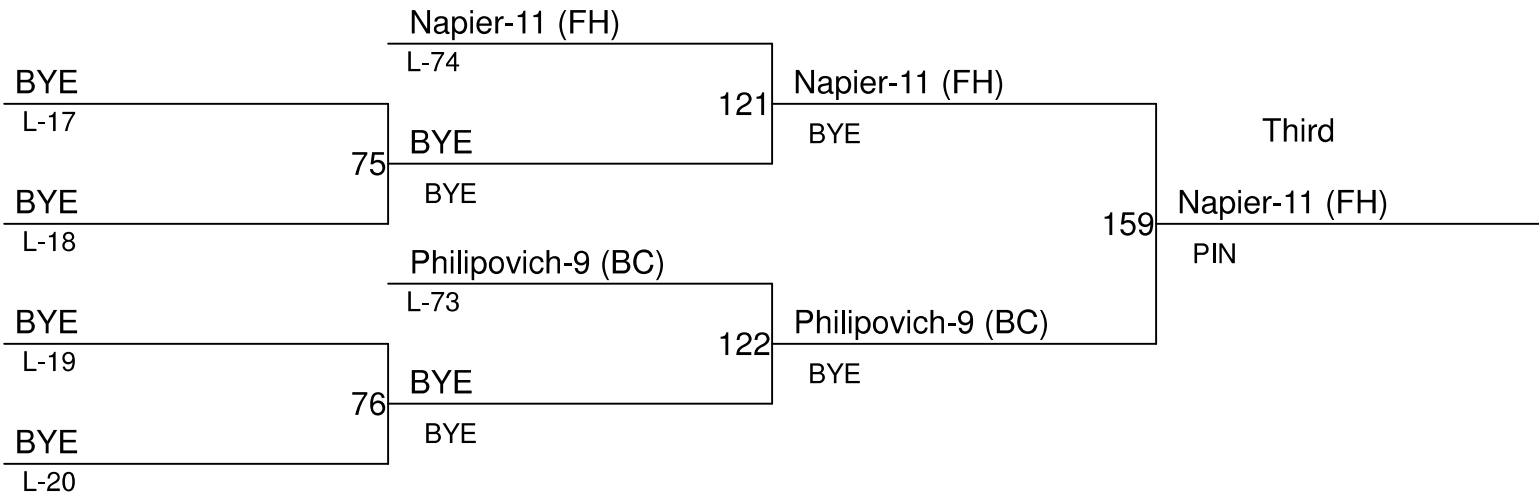 Napier-11 (FH)
L-74
BYE
L-17
121
Napier-11 (FH)
BYE
Third
75
BYE
BYE
BYE
L-18
159
Napier-11 (FH)
PIN
Philipovich-9 (BC)
L-73
BYE
L-19
122
Philipovich-9 (BC)
BYE
76
BYE
BYE
BYE
L-20